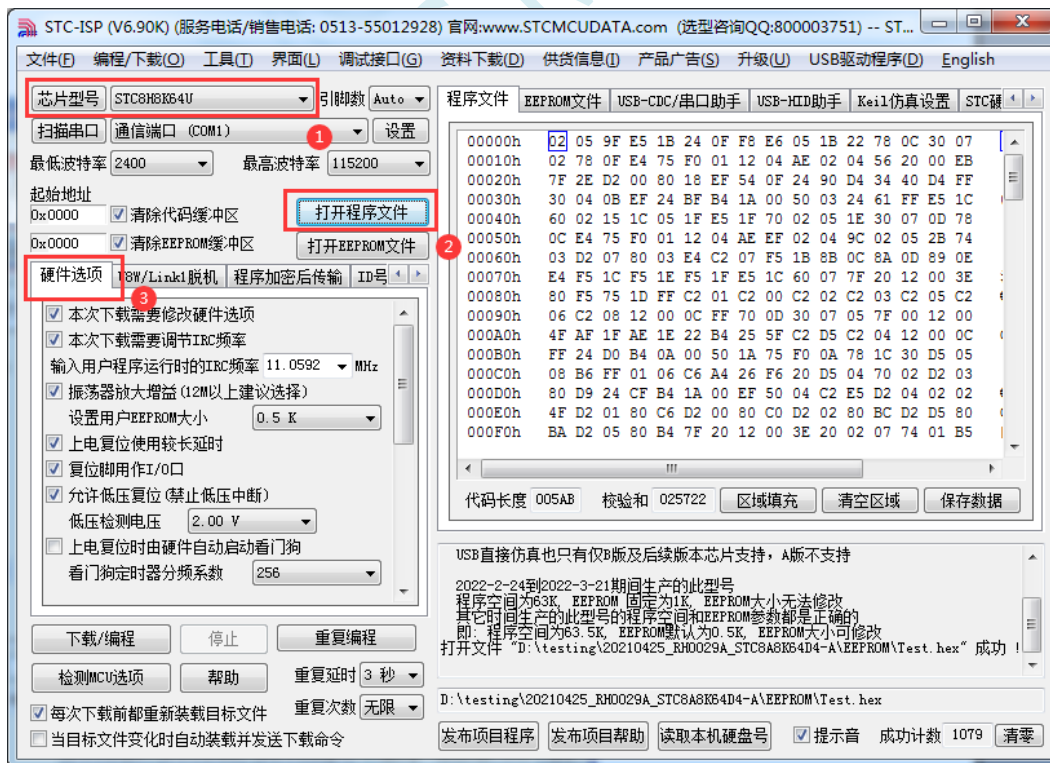 STC-ISP (V6.90K) (服务电话/销售电话: 0513-55012928) 官网:www.STCMCUDATA.com (选型咨询QQ:800003751) -- ST...
文件(F) 编程/下载(O) 工具(T) 界面(L) 调试接口(G) 资料下载(D) 供货信息(I) 产品广告(S) 升级(U) USB驱动程序(D) English
芯片型号 STC8H8K64U 引脚数 Auto
扫描串口 通信端口 (COM1) 设置
1
最低波特率 2400 最高波特率 115200
起始地址
0x0000 清除代码缓冲区 打开程序文件
0x0000 清除EEPROM缓冲区 打开EEPROM文件
2
硬件选项 U8W/Link1脱机 程序加密后传输 ID号
3
本次下载需要修改硬件选项
本次下载需要调节IRC频率
输入用户程序运行时的IRC频率 11.0592 MHz
振荡器放大增益(12M以上建议选择)
设置用户EEPROM大小 0.5 K
上电复位使用较长延时
复位脚用作I/O口
允许低压复位(禁止低压中断)
低压检测电压 2.00 V
上电复位时由硬件自动启动看门狗
看门狗定时器分频系数 256
下载/编程 停止 重复编程
检测MCU选项 帮助 重复延时 3 秒
每次下载前都重新装载目标文件 重复次数 无限
当目标文件变化时自动装载并发送下载命令
程序文件 EEPROM文件 USB-CDC/串口助手 USB-HID助手 Keil仿真设置 STC硬
00000h 02 05 9F E5 1B 24 0F F8 E6 05 1B 22 78 0C 30 07
00010h 02 78 0F E4 75 F0 01 12 04 AE 02 04 56 20 00 EB
00020h 7F 2E D2 00 80 18 EF 54 0F 24 90 D4 34 40 D4 FF
00030h 30 04 0B EF 24 BF B4 1A 00 50 03 24 61 FF E5 1C
00040h 60 02 15 1C 05 1F E5 1F 70 02 05 1E 30 07 0D 78
00050h 0C E4 75 F0 01 12 04 AE EF 02 04 9C 02 05 2B 74
00060h 03 D2 07 80 03 E4 C2 07 F5 1B 8B 0C 8A 0D 89 0E
00070h E4 F5 1C F5 1E F5 1F E5 1C 60 07 7F 20 12 00 3E
00080h 80 F5 75 1D FF C2 01 C2 00 C2 02 C2 03 C2 05 C2
00090h 06 C2 08 12 00 0C FF 70 0D 30 07 05 7F 00 12 00
000A0h 4F AF 1F AE 1E 22 B4 25 5F C2 D5 C2 04 12 00 0C
000B0h FF 24 D0 B4 0A 00 50 1A 75 F0 0A 78 1C 30 D5 05
000C0h 08 B6 FF 01 06 C6 A4 26 F6 20 D5 04 70 02 D2 03
000D0h 80 D9 24 CF B4 1A 00 EF 50 04 C2 E5 D2 04 02 02
000E0h 4F D2 01 80 C6 D2 00 80 C0 D2 02 80 BC D2 D5 80
000F0h BA D2 05 80 B4 7F 20 12 00 3E 20 02 07 74 01 B5
代码长度 005AB 校验和 025722 区域填充 清空区域 保存数据
USB直接仿真也只有仅B版及后续版本芯片支持，A版不支持
2022-2-24到2022-3-21期间生产的此型号
程序空间为63K, EEPROM 固定为1K, EEPROM大小无法修改
其它时间生产的此型号的程序空间和EEPROM参数都是正确的
即: 程序空间为63.5K, EEPROM默认为0.5K, EEPROM大小可修改
打开文件 "D:\testing\20210425_RH0029A_STC8A8K64D4-A\EEPROM\Test.hex" 成功 !
D:\testing\20210425_RH0029A_STC8A8K64D4-A\EEPROM\Test.hex
发布项目程序 发布项目帮助 读取本机硬盘号 提示音 成功计数 1079 清零